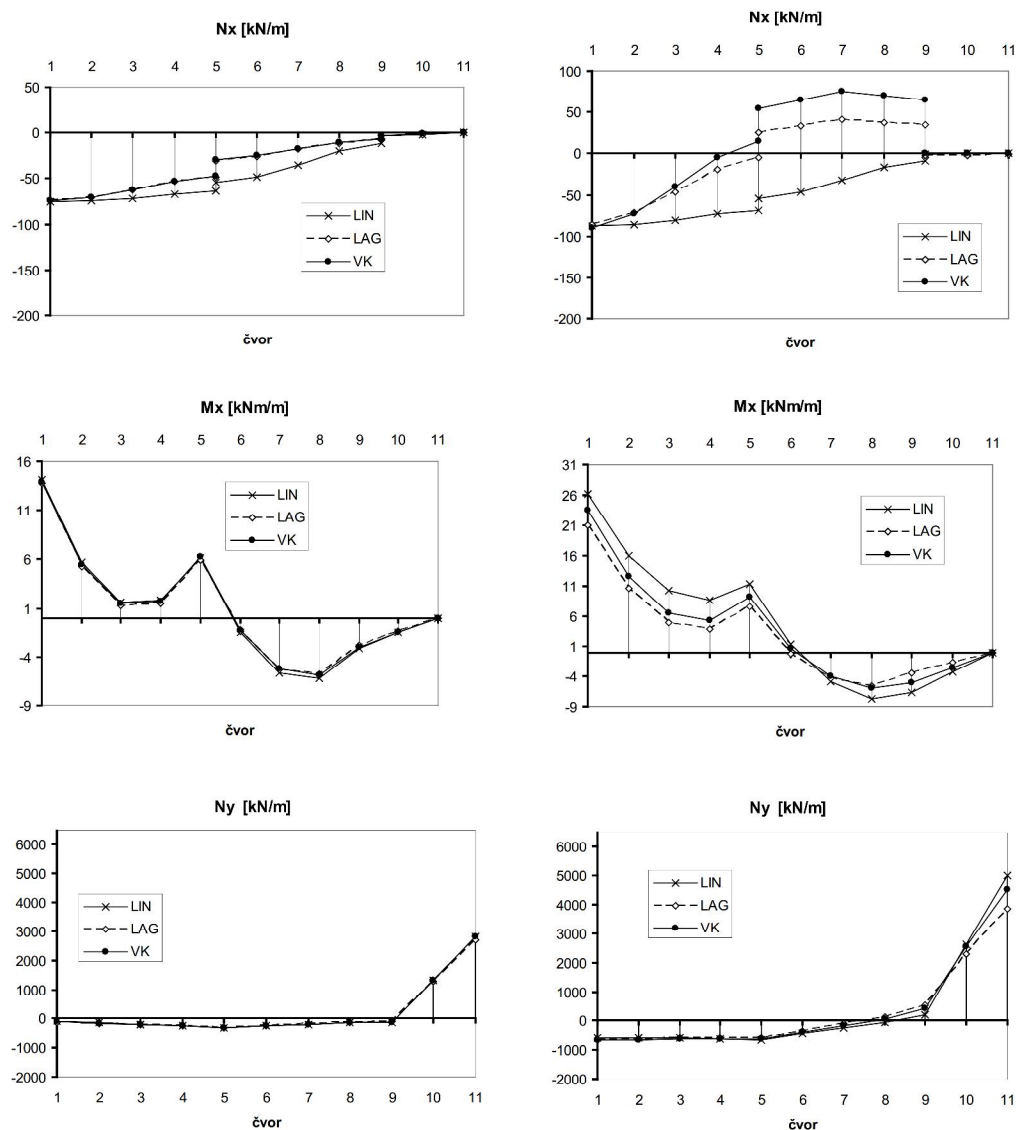 Nx [kN/m]
1 2 3 4 5 6 7 8 9 10 11
50
0
-50
-100
-150
-200
LIN
LAG
VK
čvor
Nx [kN/m]
1 2 3 4 5 6 7 8 9 10 11
100
50
0
-50
-100
-150
-200
LIN
LAG
VK
čvor
Mx [kNm/m]
1 2 3 4 5 6 7 8 9 10 11
16
11
6
1
-4
-9
LIN
LAG
VK
čvor
Mx [kNm/m]
1 2 3 4 5 6 7 8 9 10 11
31
26
21
16
11
6
1
-4
-9
LIN
LAG
VK
čvor
Ny [kN/m]
6000
5000
4000
3000
2000
1000
0
-1000
-2000
LIN
LAG
VK
1 2 3 4 5 6 7 8 9 10 11
čvor
Ny [kN/m]
6000
5000
4000
3000
2000
1000
0
-1000
-2000
LIN
LAG
VK
1 2 3 4 5 6 7 8 9 10 11
čvor